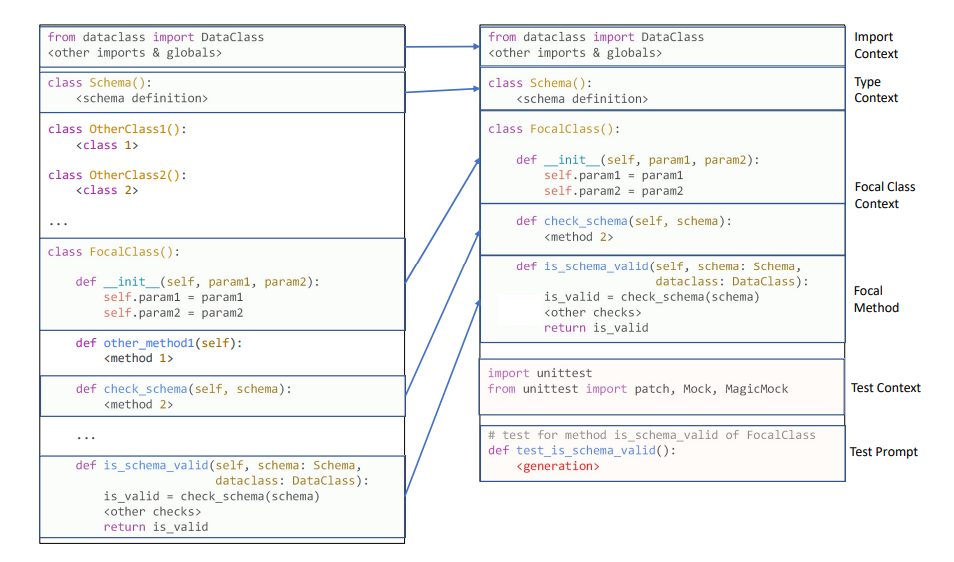 from dataclass import DataClass
<other imports & globals>
class Schema():
    <schema definition>
class OtherClass1():
    <class 1>
class OtherClass2():
    <class 2>
...
class FocalClass():
    def __init__(self, param1, param2):
        self.param1 = param1
        self.param2 = param2
    def other_method1(self):
        <method 1>
    def check_schema(self, schema):
        <method 2>
    ...
    def is_schema_valid(self, schema: Schema,
                        dataclass: DataClass):
        is_valid = check_schema(schema)
        <other checks>
        return is_valid
from dataclass import DataClass
<other imports & globals>
class Schema():
    <schema definition>
class FocalClass():
    def __init__(self, param1, param2):
        self.param1 = param1
        self.param2 = param2
    def check_schema(self, schema):
        <method 2>
    def is_schema_valid(self, schema: Schema,
                        dataclass: DataClass):
        is_valid = check_schema(schema)
        <other checks>
        return is_valid
import unittest
from unittest import patch, Mock, MagicMock
# test for method is_schema_valid of FocalClass
def test_is_schema_valid():
    <generation>
Import
Context
Type
Context
Focal Class
Context
Focal
Method
Test Context
Test Prompt